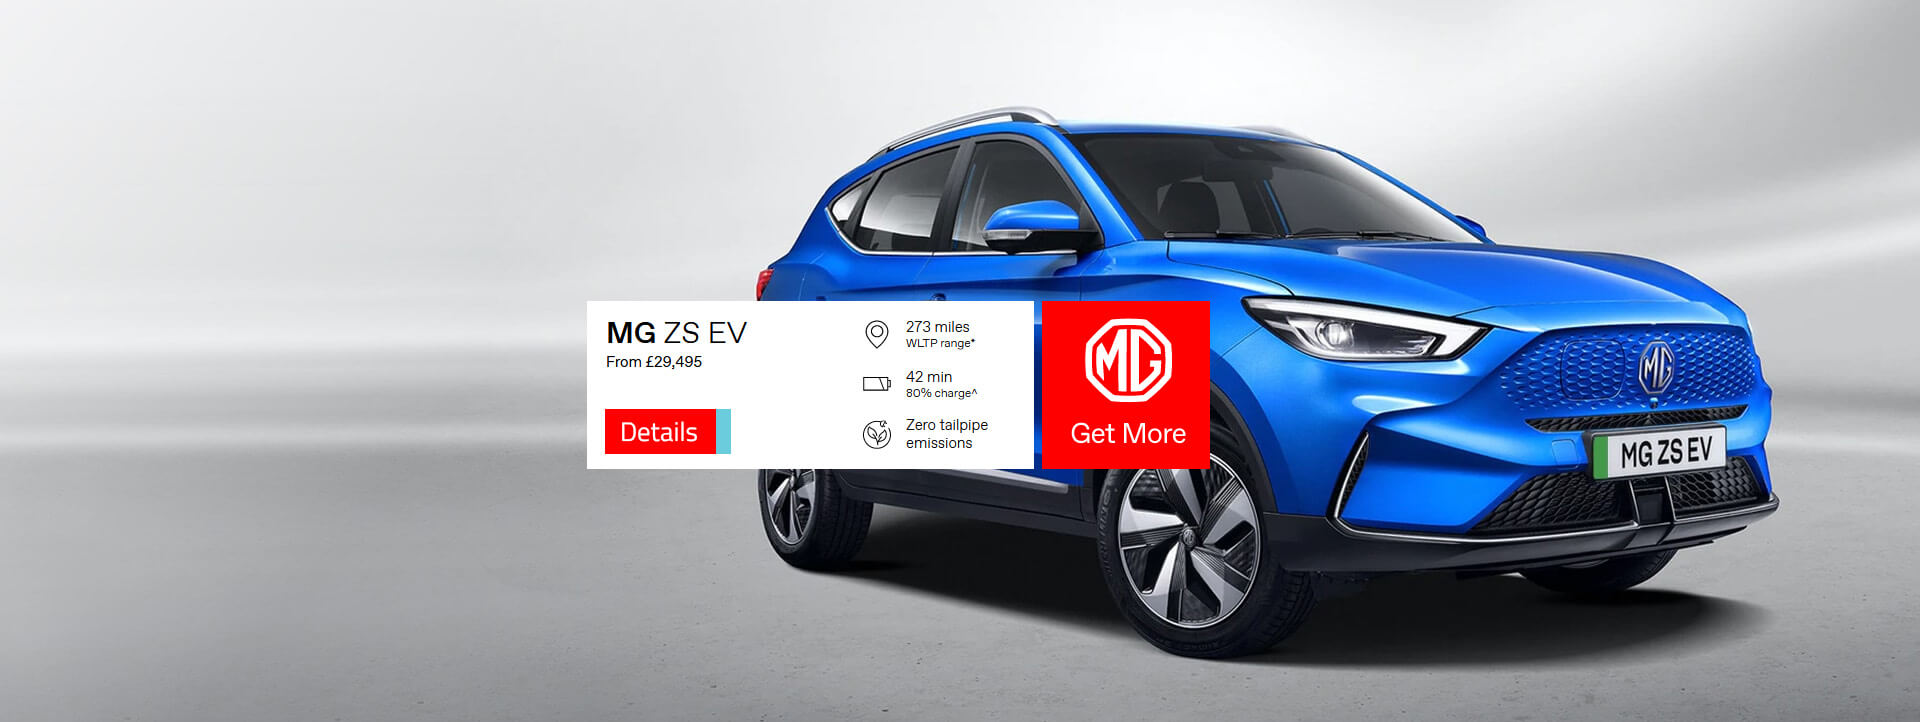 MG ZS EV
From £29,495
Details
273 miles
WLTP range*
42 min
80% charge^
Zero tailpipe
emissions
MG
Get More
MG
MG ZS EV